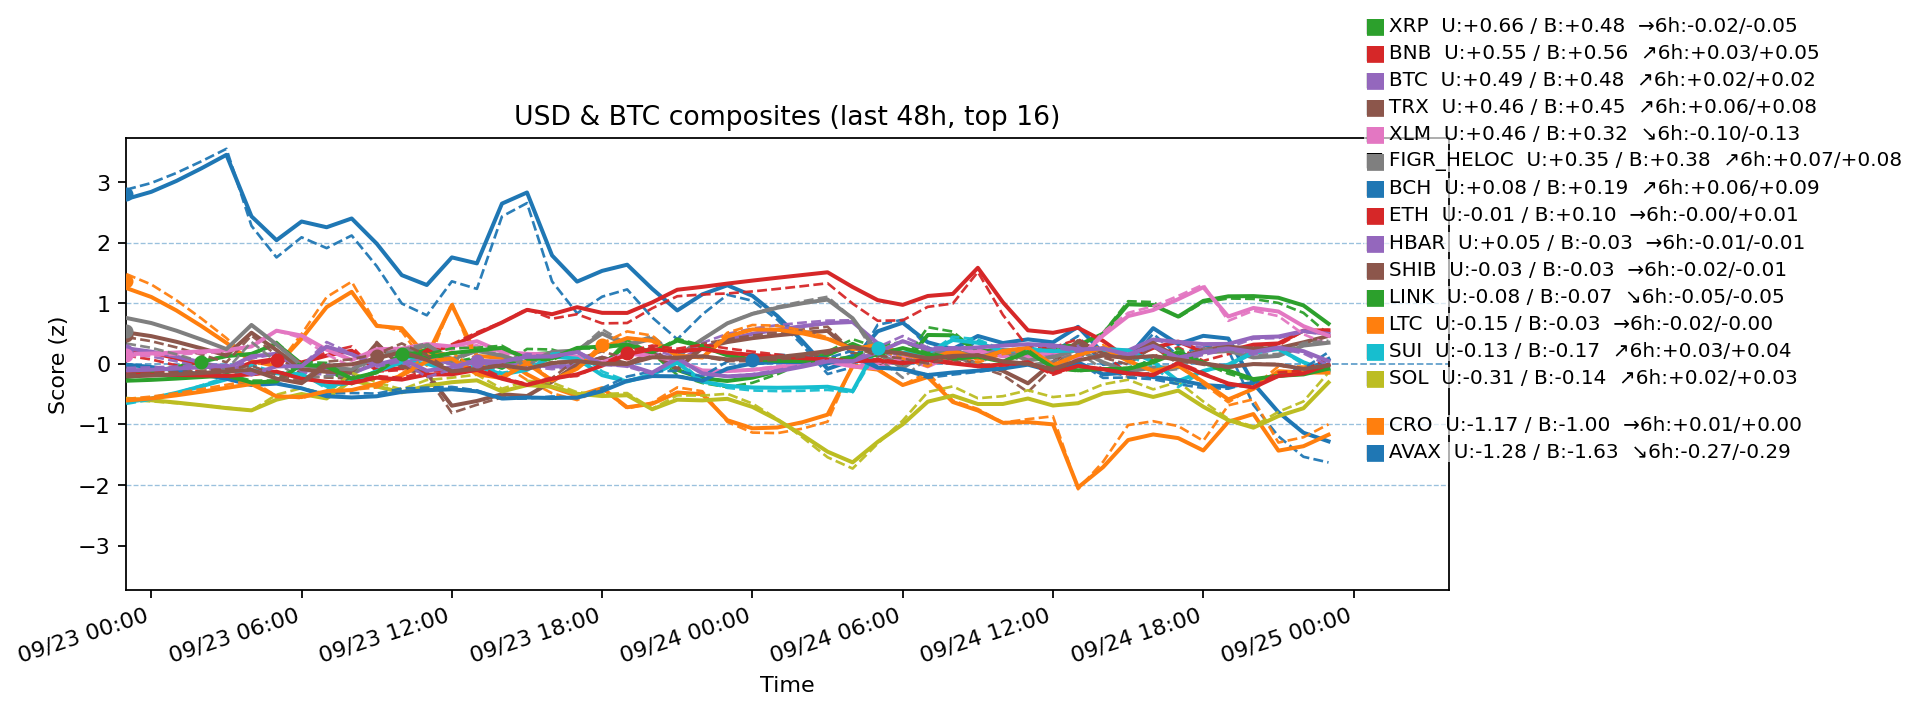 XRP U:+0.66 / B:+0.48 →6h:-0.02/-0.05
BNB U:+0.55 / B:+0.56 ↗6h:+0.03/+0.05
BTC U:+0.49 / B:+0.48 ↗6h:+0.02/+0.02
TRX U:+0.46 / B:+0.45 ↗6h:+0.06/+0.08
XLM U:+0.46 / B:+0.32 ↘6h:-0.10/-0.13
FIGR_HELOC U:+0.35 / B:+0.38 ↗6h:+0.07/+0.08
BCH U:+0.08 / B:+0.19 ↗6h:+0.06/+0.09
ETH U:-0.01 / B:+0.10 →6h:-0.00/+0.01
HBAR U:+0.05 / B:-0.03 →6h:-0.01/-0.01
SHIB U:-0.03 / B:-0.03 →6h:-0.02/-0.01
LINK U:-0.08 / B:-0.07 ↘6h:-0.05/-0.05
LTC U:-0.15 / B:-0.03 →6h:-0.02/-0.00
SUI U:-0.13 / B:-0.17 ↗6h:+0.03/+0.04
SOL U:-0.31 / B:-0.14 ↗6h:+0.02/+0.03
CRO U:-1.17 / B:-1.00 →6h:+0.01/+0.00
AVAX U:-1.28 / B:-1.63 ↘6h:-0.27/-0.29
USD & BTC composites (last 48h, top 16)
Score (z)
3
2
1
0
−1
−2
−3
09/23 00:00
09/23 06:00
09/23 12:00
09/23 18:00
09/24 00:00
09/24 06:00
09/24 12:00
09/24 18:00
09/25 00:00
Time